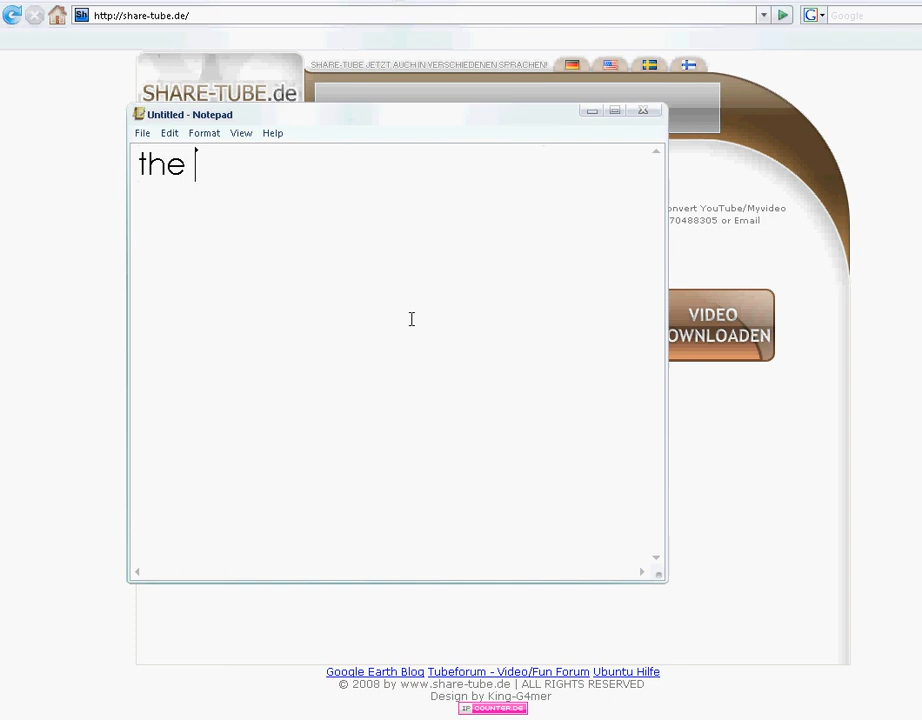 http://share-tube.de/
Google
SHARE-TUBE JETZT AUCH IN VERSCHIEDENEN SPRACHEN!
SHARE-TUBE.de
Untitled - Notepad
File Edit Format View Help
the
onvert YouTube/Myvideo
70488305 or Email
VIDEO
OWNLOADEN
Google Earth Blog Tubeforum - Video/Fun Forum Ubuntu Hilfe
© 2008 by www.share-tube.de | ALL RIGHTS RESERVED
Design by King-G4mer
IP COUNTER.DE